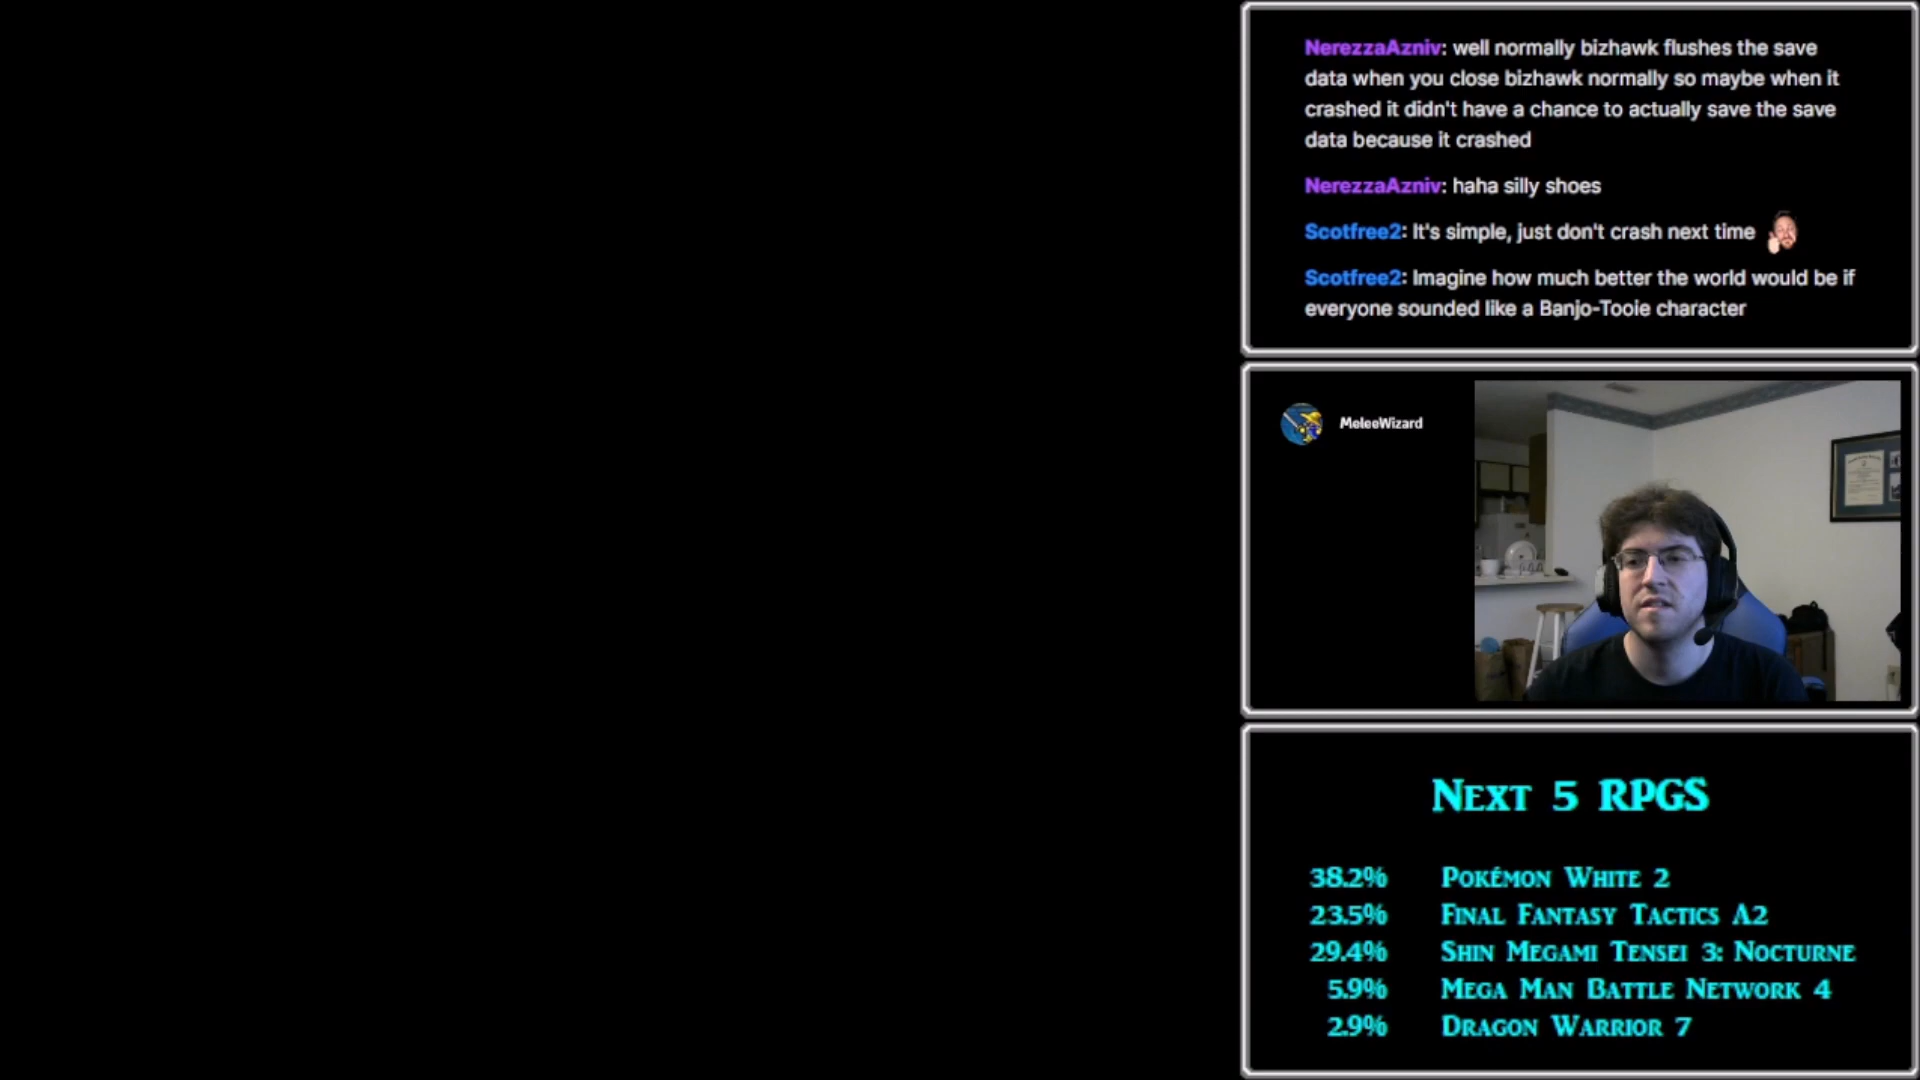 NerezzaAzniv: well normally bizhawk flushes the save
data when you close bizhawk normally so maybe when it
crashed it didn't have a chance to actually save the save
data because it crashed
NerezzaAzniv: haha silly shoes
Scotfree2: It's simple, just don't crash next time
Scotfree2: Imagine how much better the world would be if
everyone sounded like a Banjo-Tooie character
MeleeWizard
Next 5 RPGs
38.2% Pokémon White 2
23.5% Final Fantasy Tactics A2
29.4% Shin Megami Tensei 3: Nocturne
5.9% Mega Man Battle Network 4
2.9% Dragon Warrior 7